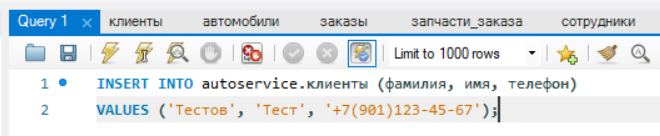 Query 1 клиенты автомобили заказы запчасти_заказа сотрудники
Limit to 1000 rows
1 INSERT INTO autoservice.клиенты (фамилия, имя, телефон)
2 VALUES ('Тестов', 'Тест', '+7(901)123-45-67');